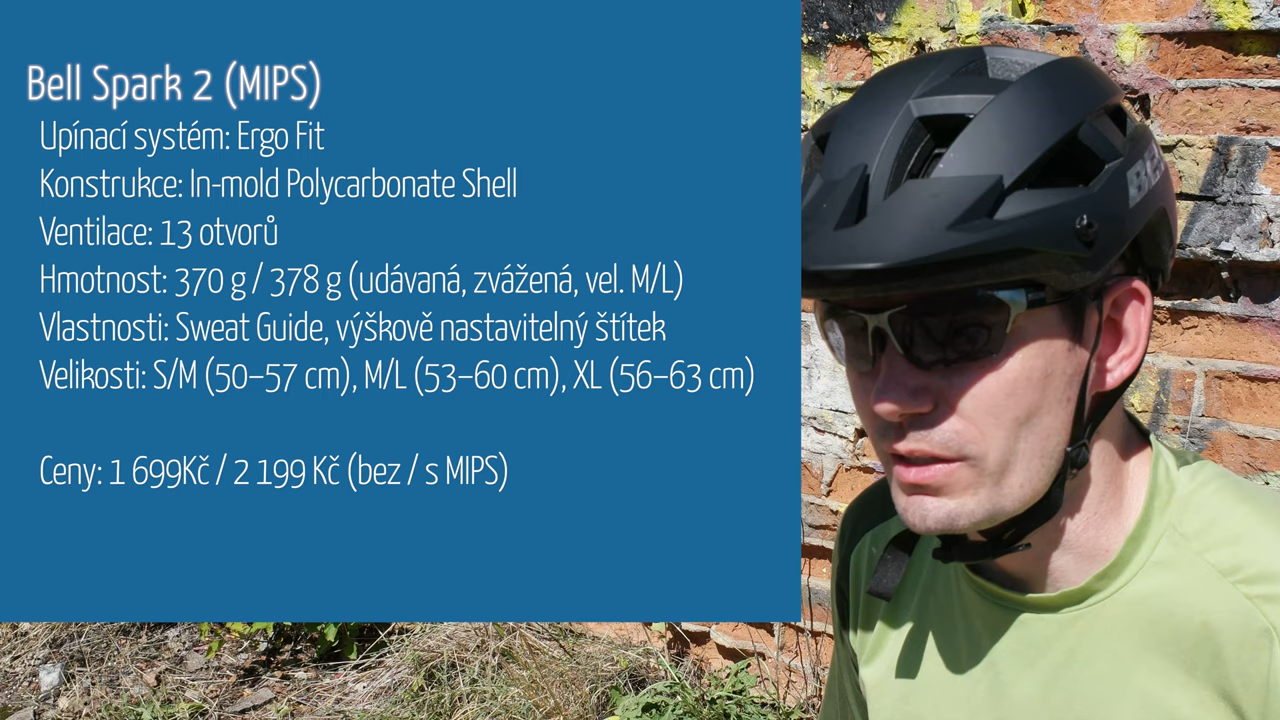 Bell Spark 2 (MIPS)
Upínací systém: Ergo Fit
Konstrukce: In-mold Polycarbonate Shell
Ventilace: 13 otvorů
Hmotnost: 370 g / 378 g (udávaná, zvážená, vel. M/L)
Vlastnosti: Sweat Guide, výškově nastavitelný štítek
Velikosti: S/M (50–57 cm), M/L (53–60 cm), XL (56–63 cm)
Ceny: 1 699Kč / 2 199 Kč (bez / s MIPS)